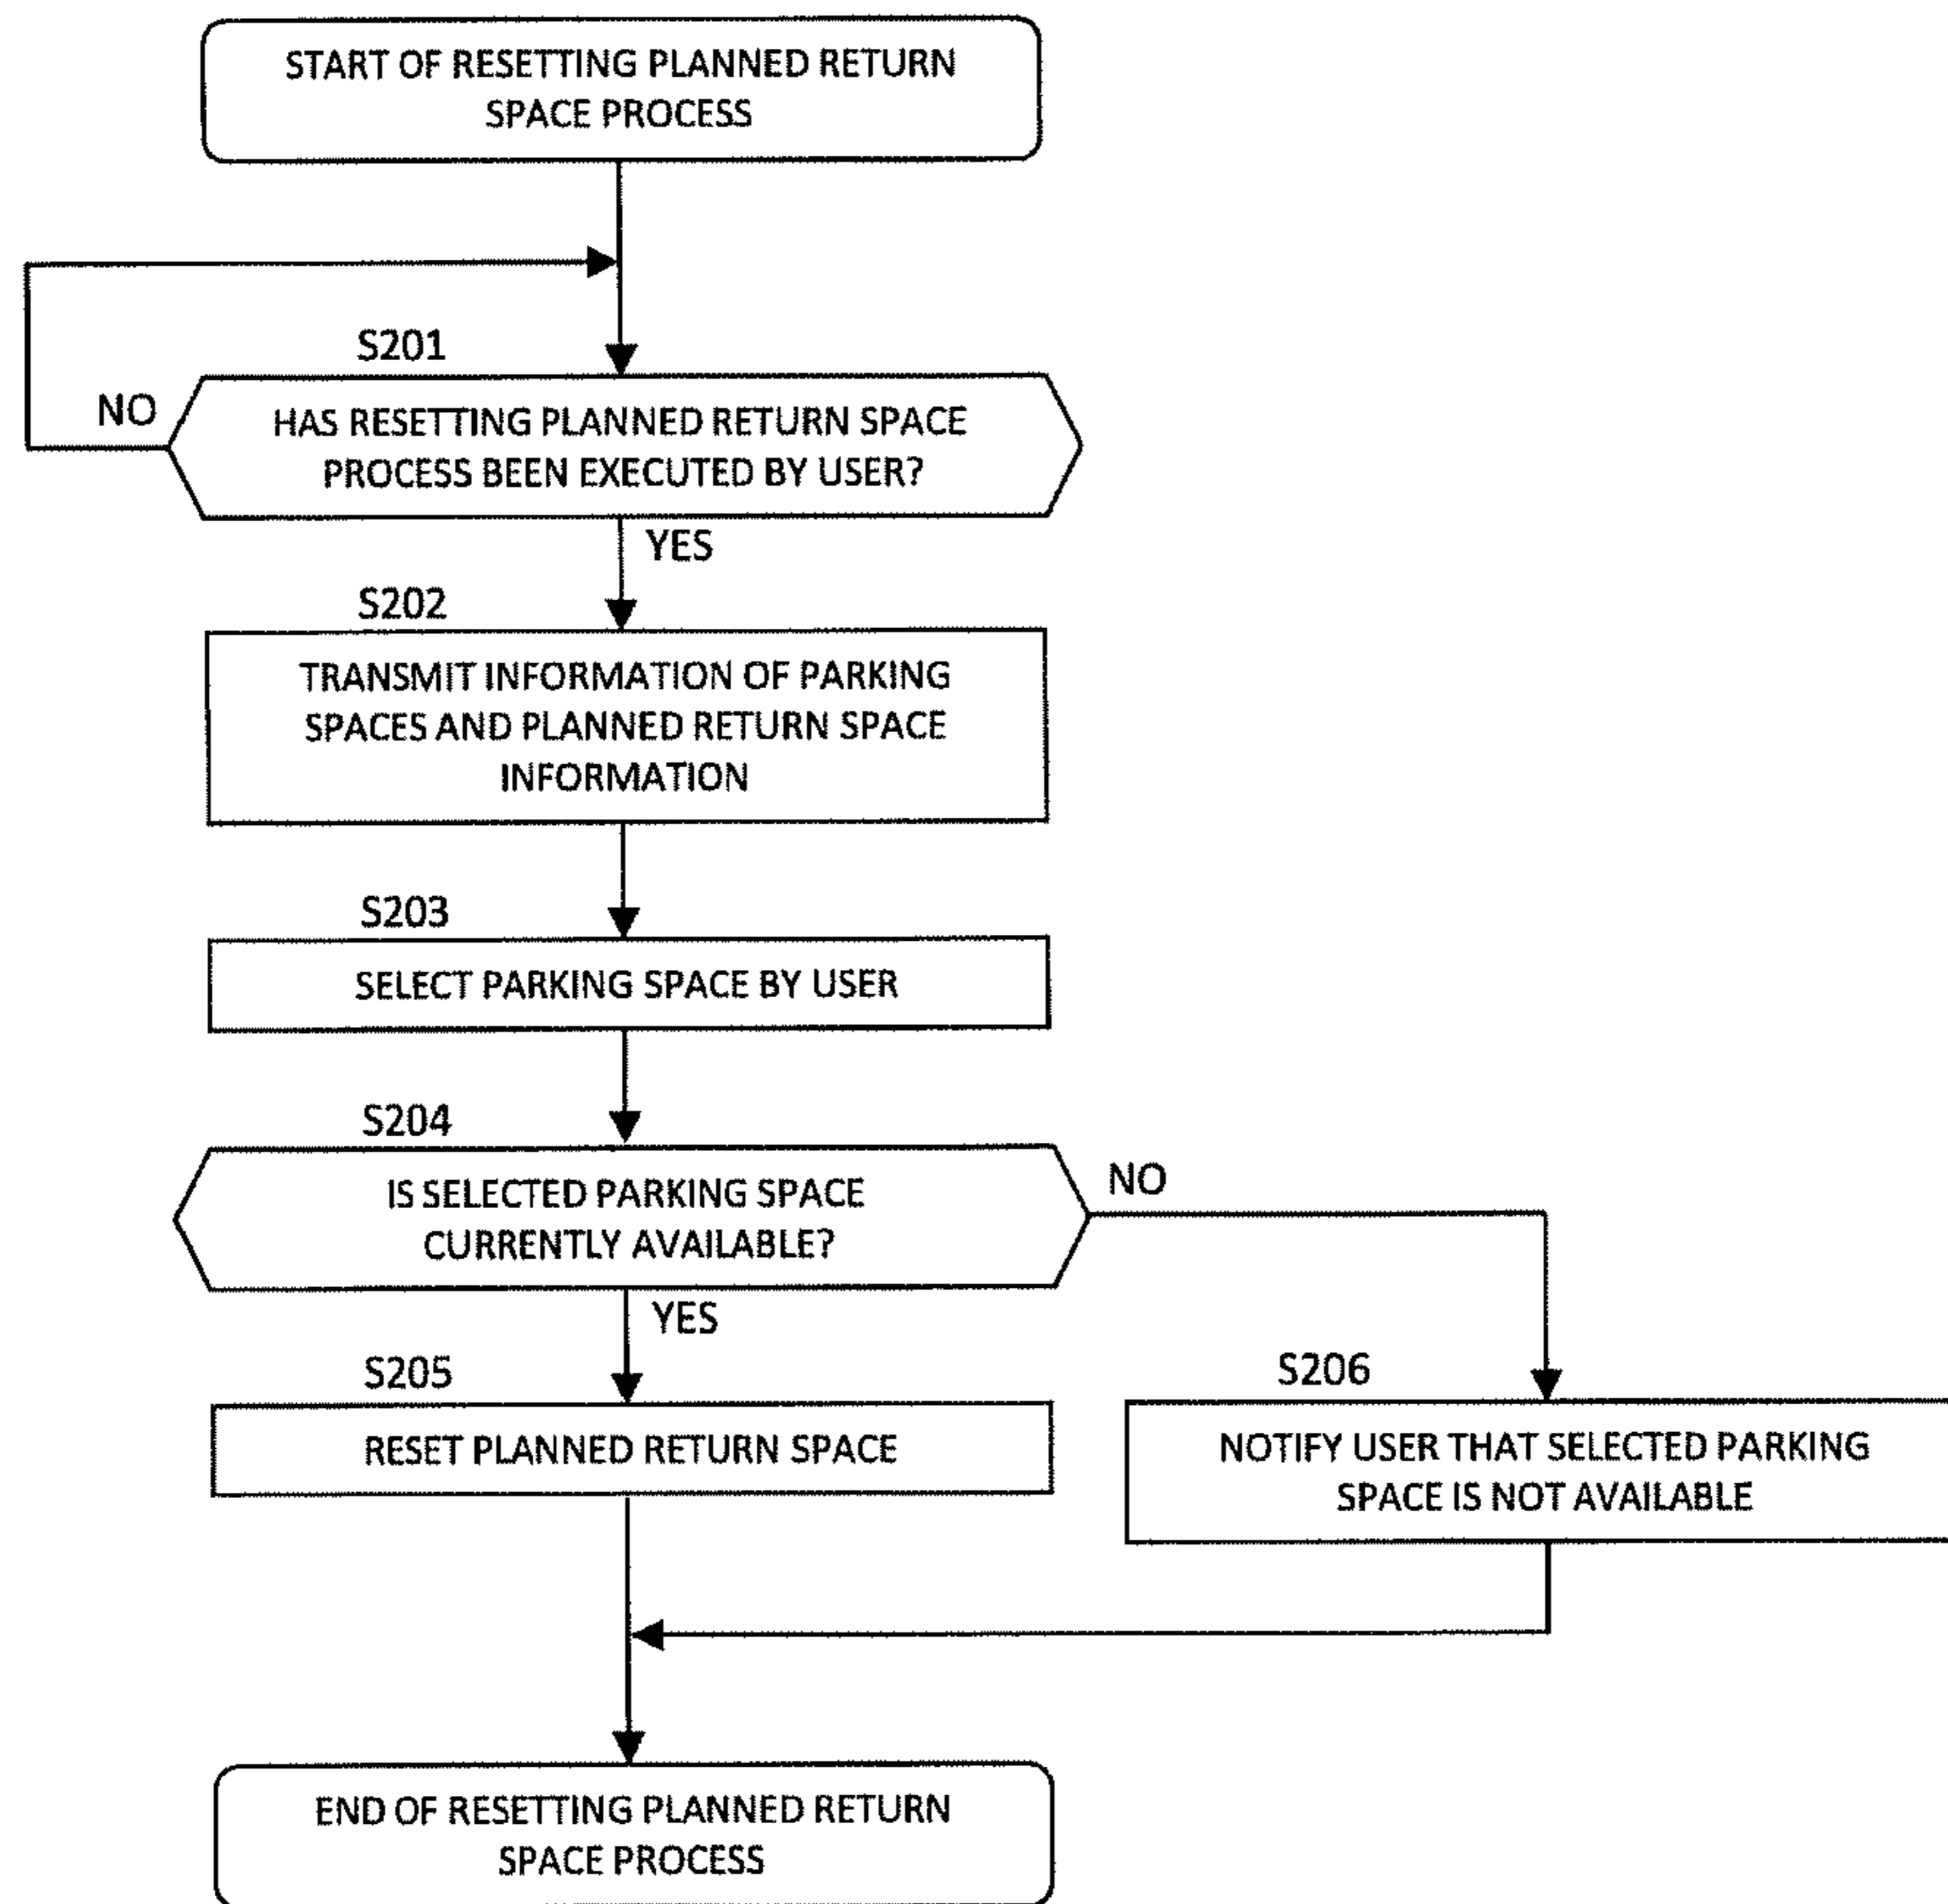 START OF RESETTING PLANNED RETURN
SPACE PROCESS
S201
NO
HAS RESETTING PLANNED RETURN SPACE
PROCESS BEEN EXECUTED BY USER?
YES
S202
TRANSMIT INFORMATION OF PARKING
SPACES AND PLANNED RETURN SPACE
INFORMATION
S203
SELECT PARKING SPACE BY USER
S204
IS SELECTED PARKING SPACE
CURRENTLY AVAILABLE?
NO
YES
S205
RESET PLANNED RETURN SPACE
S206
NOTIFY USER THAT SELECTED PARKING
SPACE IS NOT AVAILABLE
END OF RESETTING PLANNED RETURN
SPACE PROCESS